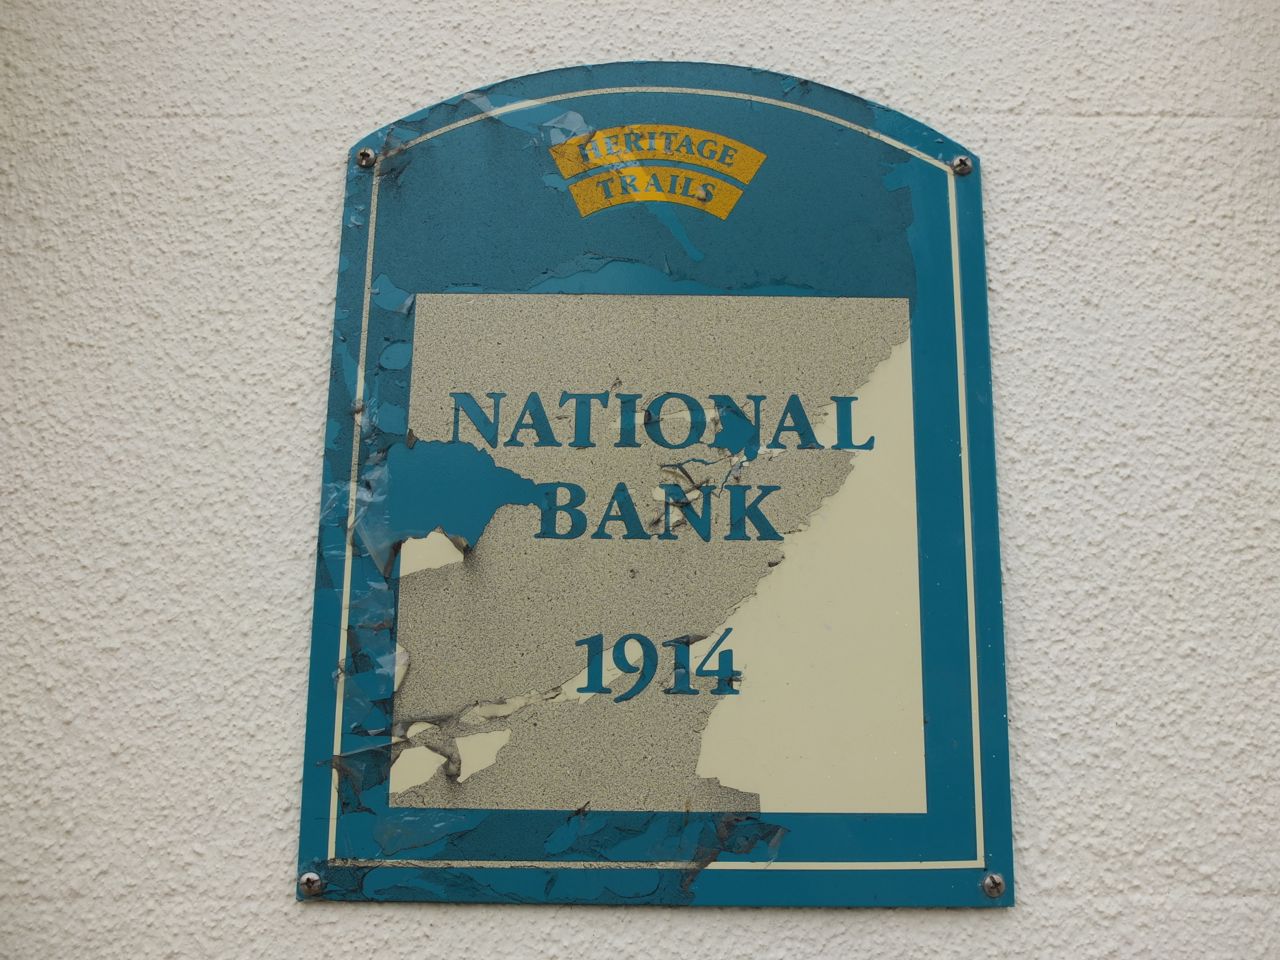 HERITAGE
TRAILS
NATIONAL
BANK
1914